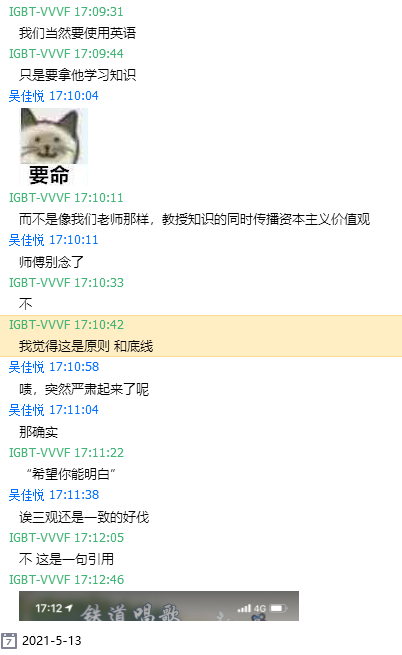 IGBT-VVVF 17:09:31
我们当然要使用英语
IGBT-VVVF 17:09:44
只是要拿他学习知识
吴佳悦 17:10:04
要命
IGBT-VVVF 17:10:11
而不是像我们老师那样，教授知识的同时传播资本主义价值观
吴佳悦 17:10:11
师傅别念了
IGBT-VVVF 17:10:33
不
IGBT-VVVF 17:10:42
我觉得这是原则 和底线
吴佳悦 17:10:58
啧，突然严肃起来了呢
吴佳悦 17:11:04
那确实
IGBT-VVVF 17:11:22
“希望你能明白”
吴佳悦 17:11:38
诶三观还是一致的好伐
IGBT-VVVF 17:12:05
不 这是一句引用
IGBT-VVVF 17:12:46
17:12
4G
铁道唱歌
7
2021-5-13